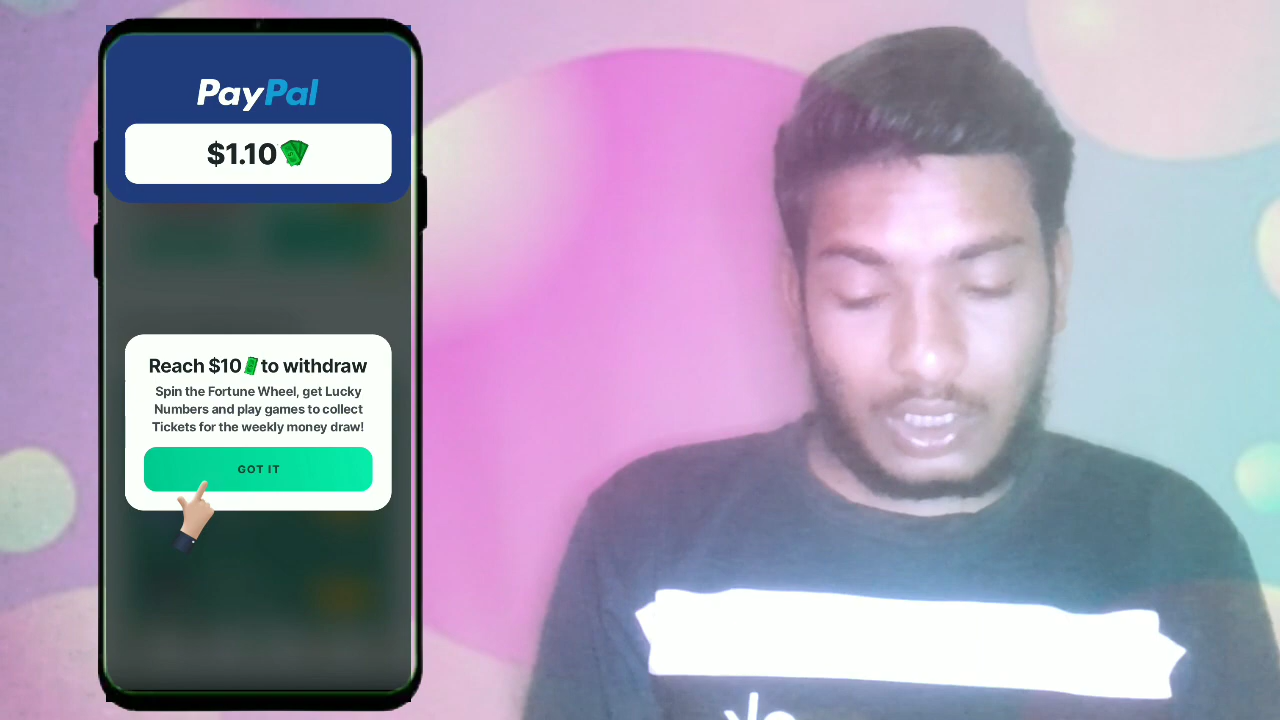 PayPal
$1.10
Reach $10 to withdraw
Spin the Fortune Wheel, get Lucky
Numbers and play games to collect
Tickets for the weekly money draw!
GOT IT